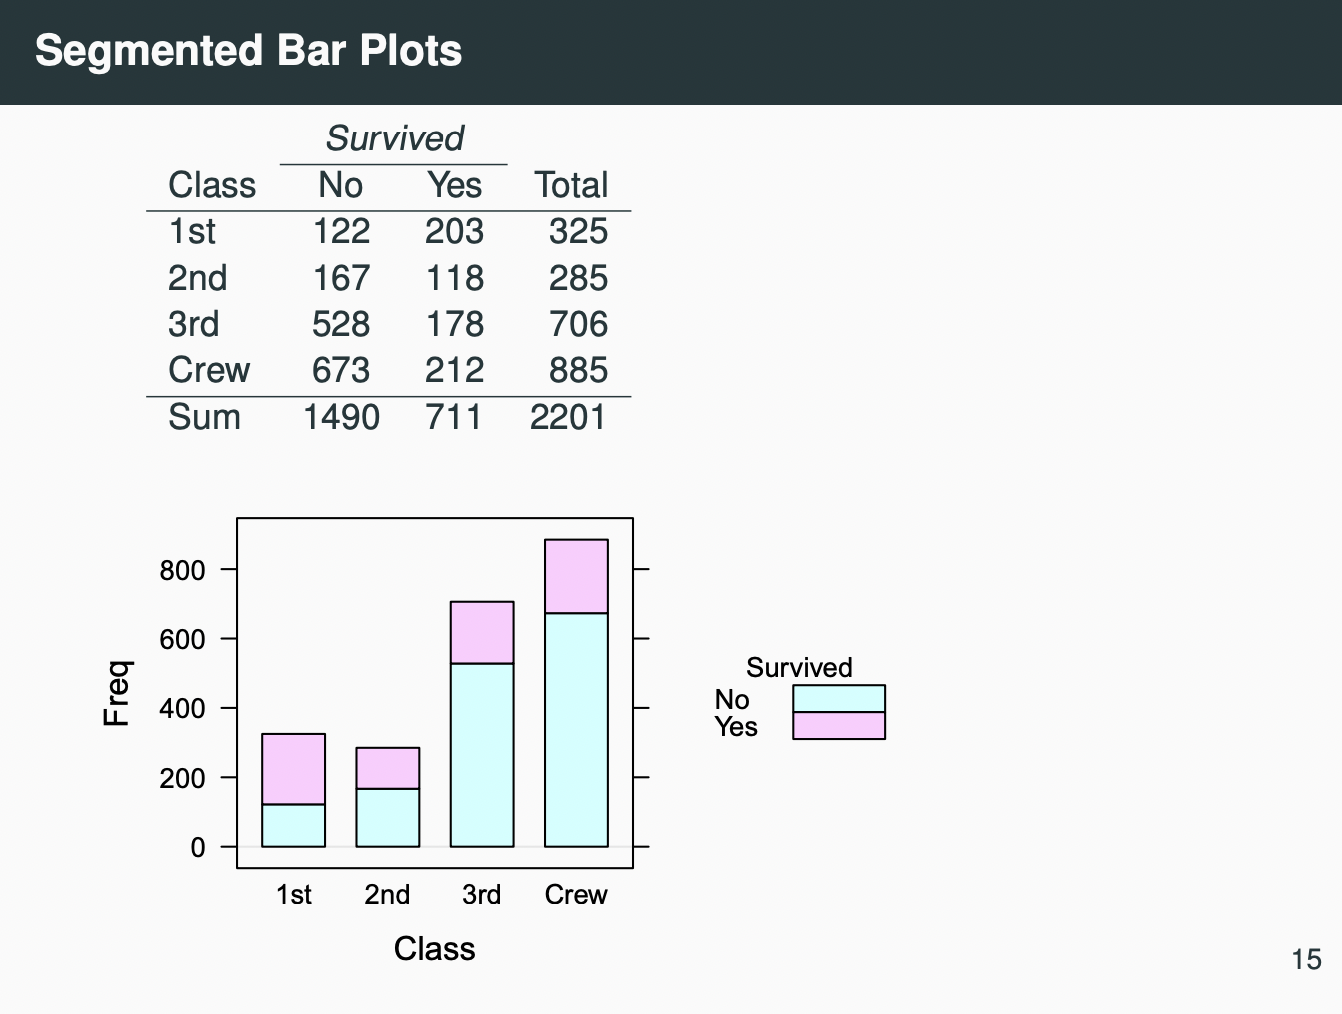 Segmented Bar Plots
Survived
Class No Yes Total
1st 122 203 325
2nd 167 118 285
3rd 528 178 706
Crew 673 212 885
Sum 1490 711 2201
800
600
400
200
0
Freq
1st 2nd 3rd Crew
Class
Survived
No
Yes
15